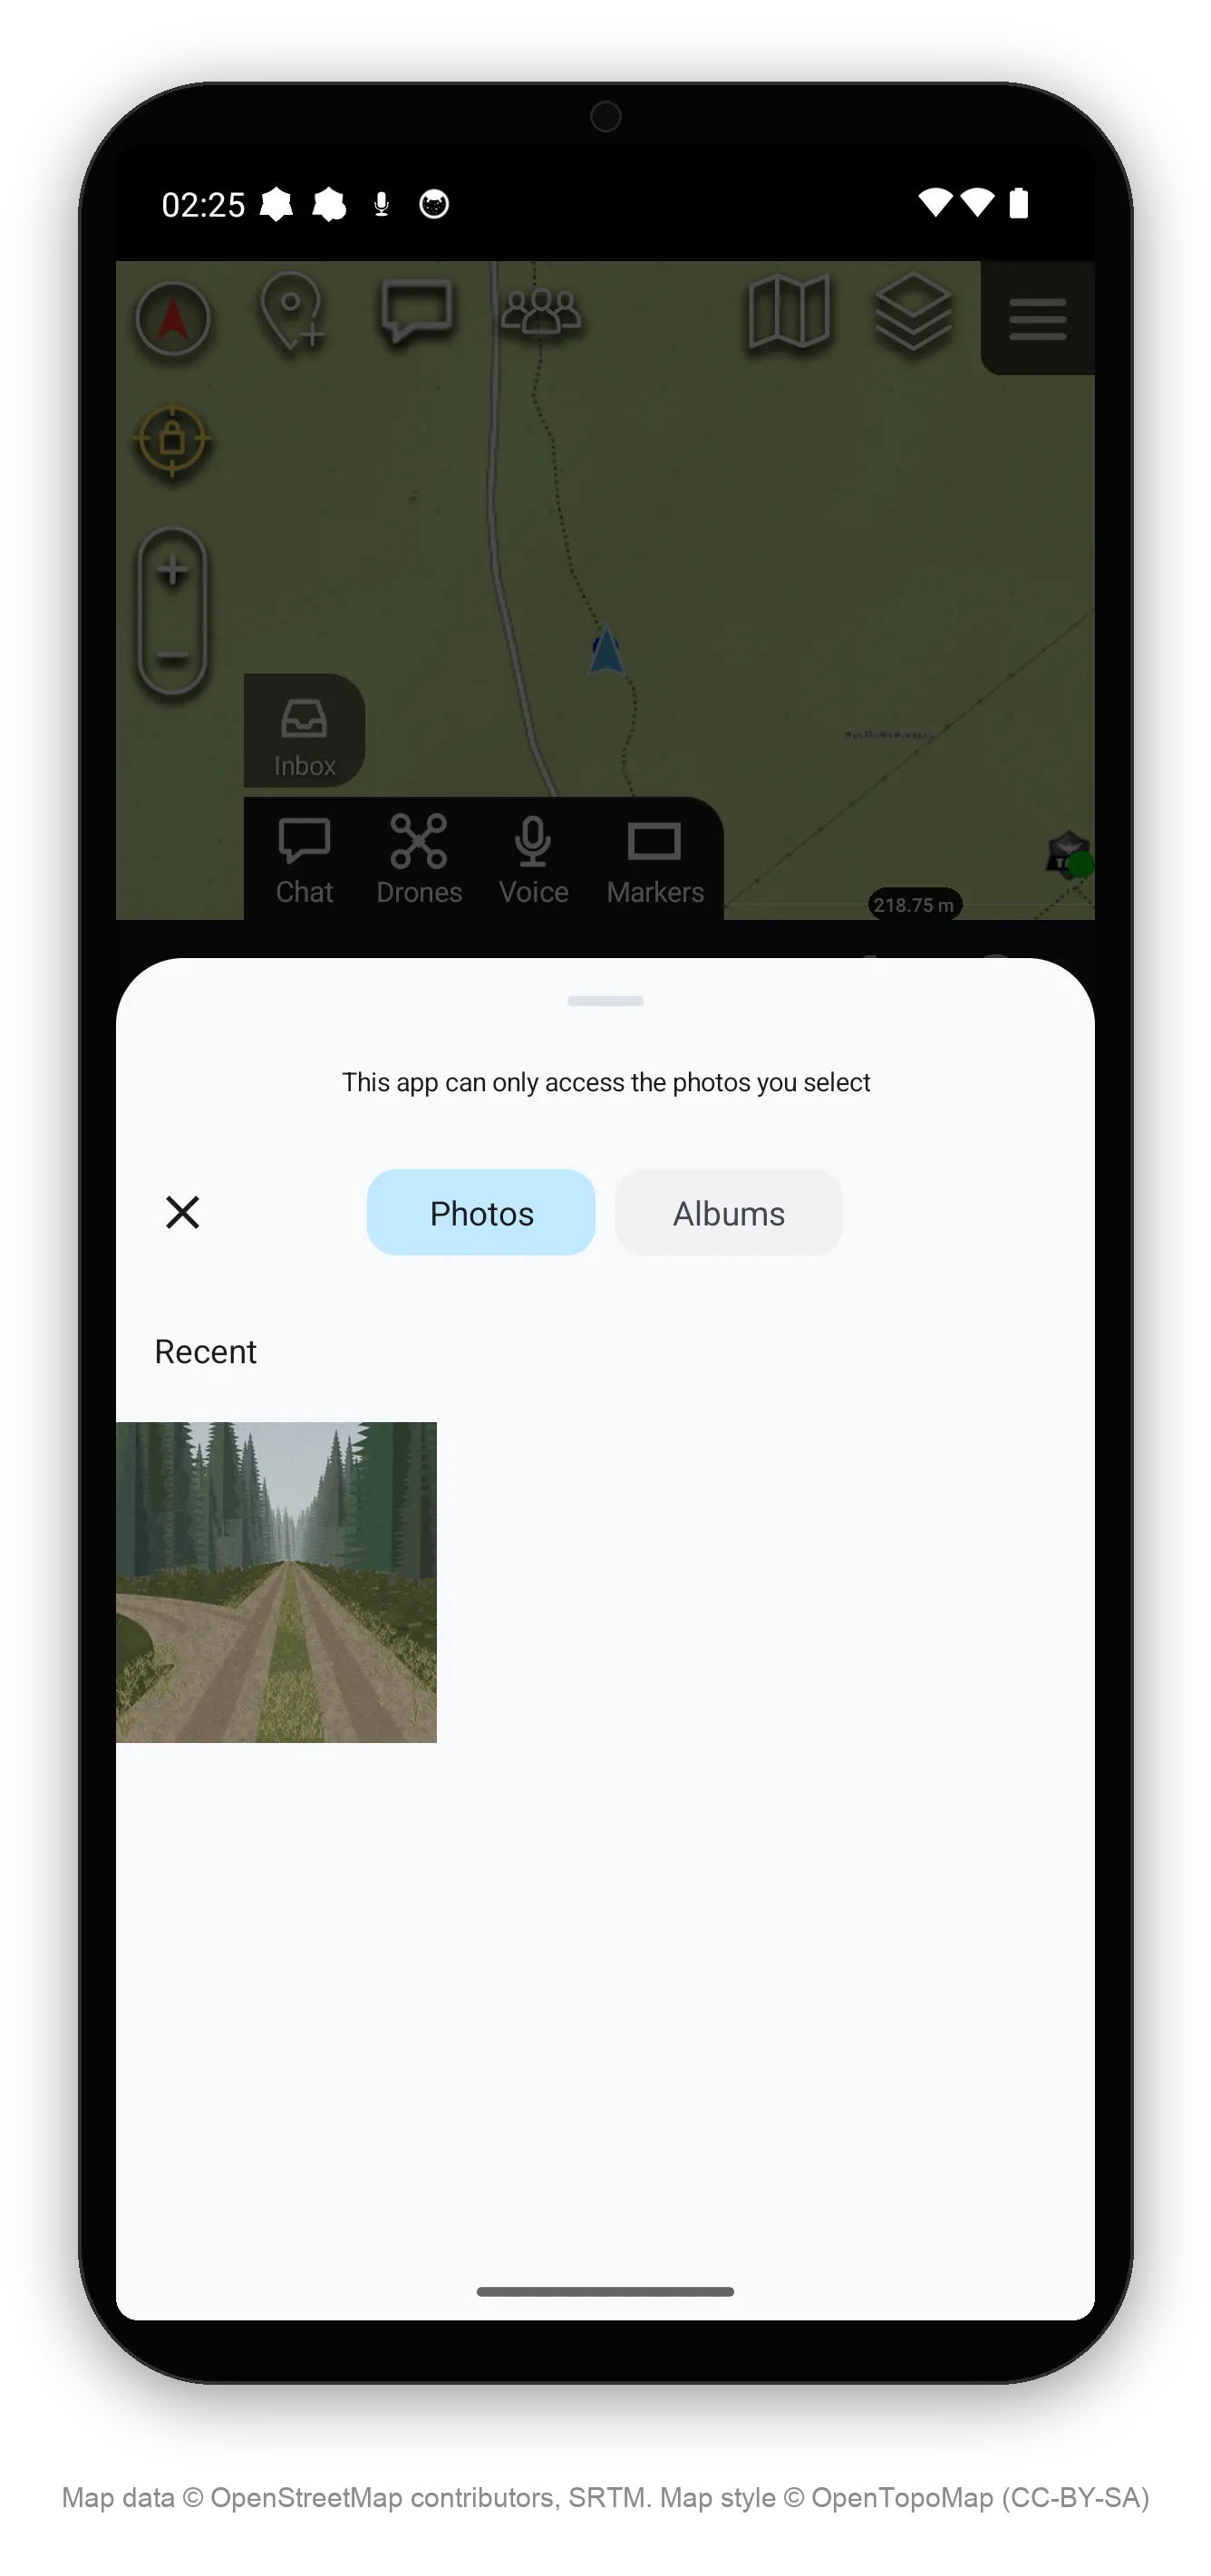 02:25
Inbox
Chat
Drones
Voice
Markers
218.75 m
This app can only access the photos you select
Photos
Albums
Recent
Map data © OpenStreetMap contributors, SRTM. Map style © OpenTopoMap (CC-BY-SA)